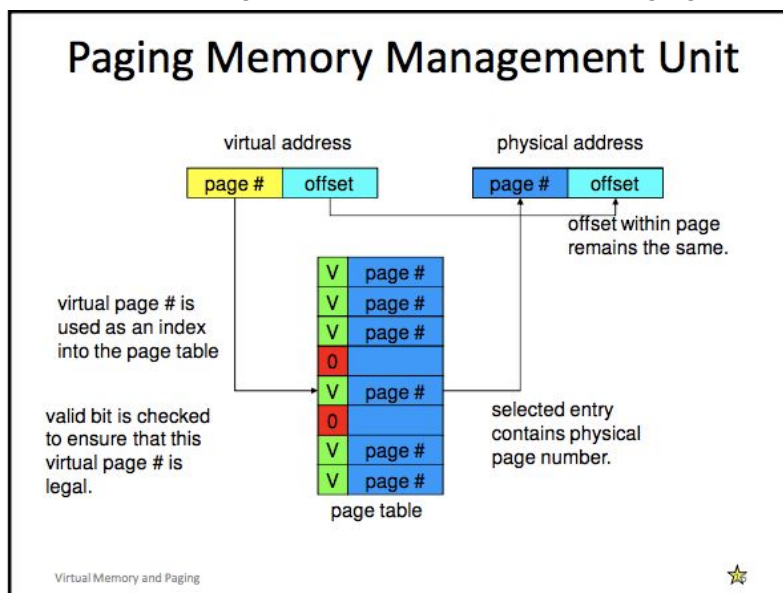 Paging Memory Management Unit
virtual address
physical address
page # offset
page # offset
offset within page
remains the same.
virtual page # is
used as an index
into the page table
valid bit is checked
to ensure that this
virtual page # is
legal.
V page #
V page #
V page #
0
V page #
0
V page #
V page #
page table
selected entry
contains physical
page number.
Virtual Memory and Paging